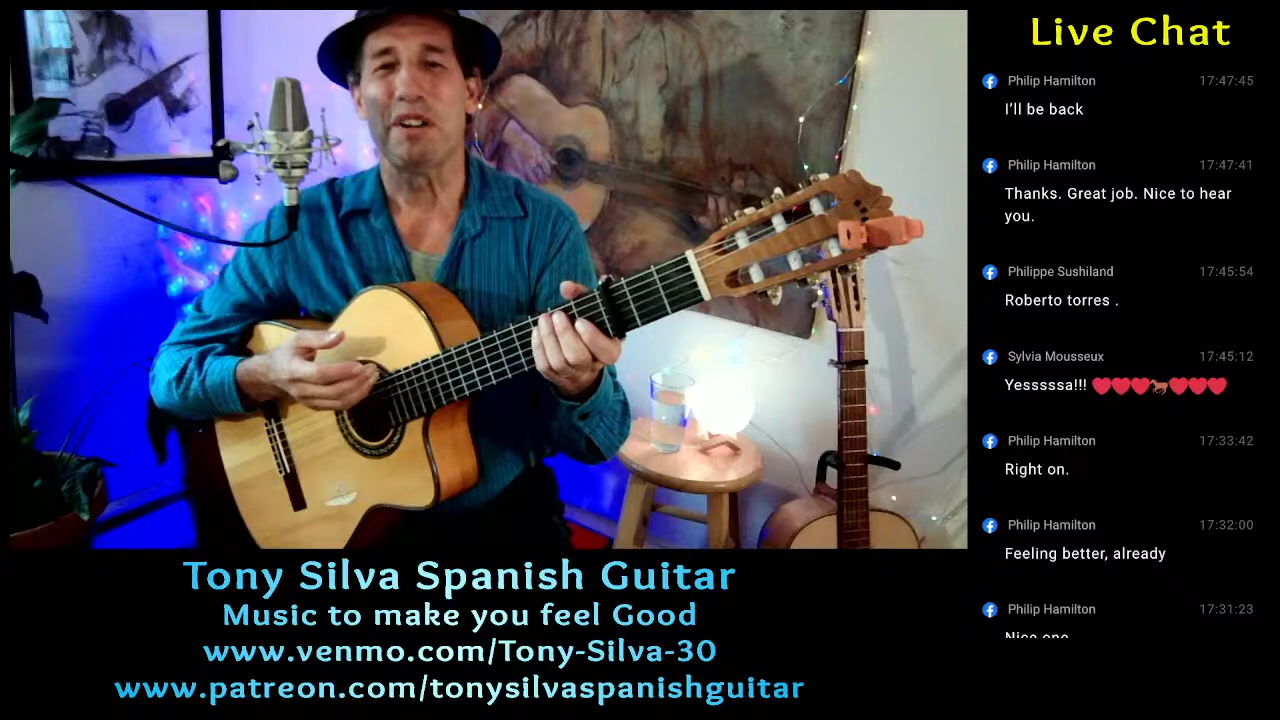 Live Chat
Philip Hamilton 17:47:45
I'll be back
Philip Hamilton 17:47:41
Thanks. Great job. Nice to hear
you.
Philippe Sushiland 17:45:54
Roberto torres .
Sylvia Mousseux 17:45:12
Yesssssa!!! ❤️❤️❤️🐎❤️❤️❤️
Philip Hamilton 17:33:42
Right on.
Philip Hamilton 17:32:00
Feeling better, already
Philip Hamilton 17:31:23
Nice one
Tony Silva Spanish Guitar
Music to make you feel Good
www.venmo.com/Tony-Silva-30
www.patreon.com/tonysilvaspanishguitar